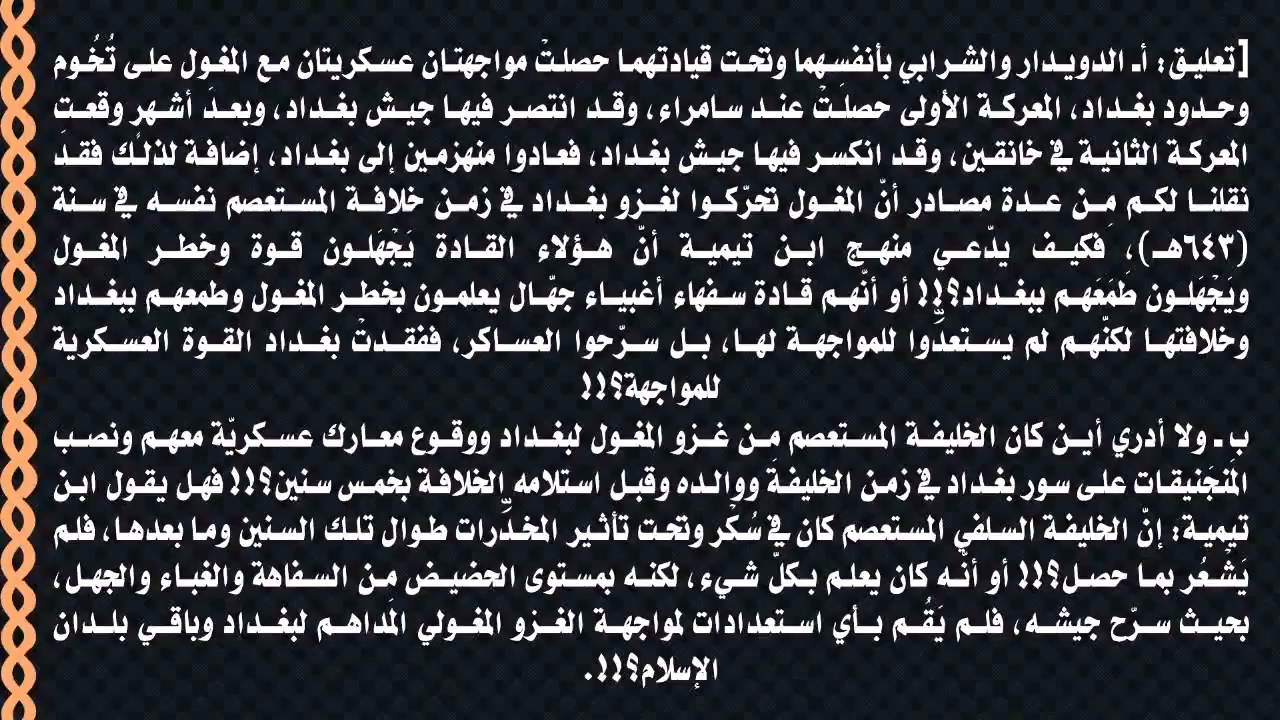 [تعليق: أـ الدويدار والشرابي بأنفسهما وتحت قيادتهما حصلتْ مواجهتان عسكريتان مع المغول على تُخُوم
وحدود بغداد، المعركة الأولى حصلَتْ عند سامراء، وقد انتصر فيها جيش بغداد، وبعدَ أشهر وقعت
المعركة الثانية في خانقين، وقد انكسر فيها جيش بغداد، فعادوا منهزمين إلى بغداد، إضافة لذلك فقد
نقلنا لكم من عدة مصادر أنّ المغول تحرّكوا لغزو بغداد في زمن خلافة المستعصم نفسه في سنة
(٦٤٣هـ)، فكيف يدّعي منهج ابن تيمية أنّ هؤلاء القادة يَجْهَلون قوة وخطر المغول
ويَجْهَلون طَمَعَهم ببغداد؟!! أو أنّهم قادة سفهاء أغبياء جهّال يعلمون بخطر المغول وطمعهم ببغداد
وخلافتها لكنّهم لم يستعدُّوا للمواجهة لها، بل سرّحوا العساكر، ففقدتْ بغداد القوة العسكرية
للمواجهة؟!!
ب ـ ولا أدري أين كان الخليفة المستعصم من غزو المغول لبغداد ووقوع معارك عسكريّة معهم ونصب
المَنجَنيقات على سور بغداد في زمن الخليفة ووالده وقبل استلامه الخلافة بخمس سنين؟!! فهل يقول ابن
تيمية: إنّ الخليفة السلفي المستعصم كان في سُكْر وتحت تأثير المخدِّرات طوال تلك السنين وما بعدها، فلم
يَشْعُر بما حصل؟!! أو أنّه كان يعلم بكلّ شيء، لكنه بمستوى الحضيض من السفاهة والغباء والجهل،
بحيث سرّح جيشه، فلم يَقُم بأي استعدادات لمواجهة الغزو المغولي المُداهم لبغداد وباقي بلدان
الإسلام؟!!.